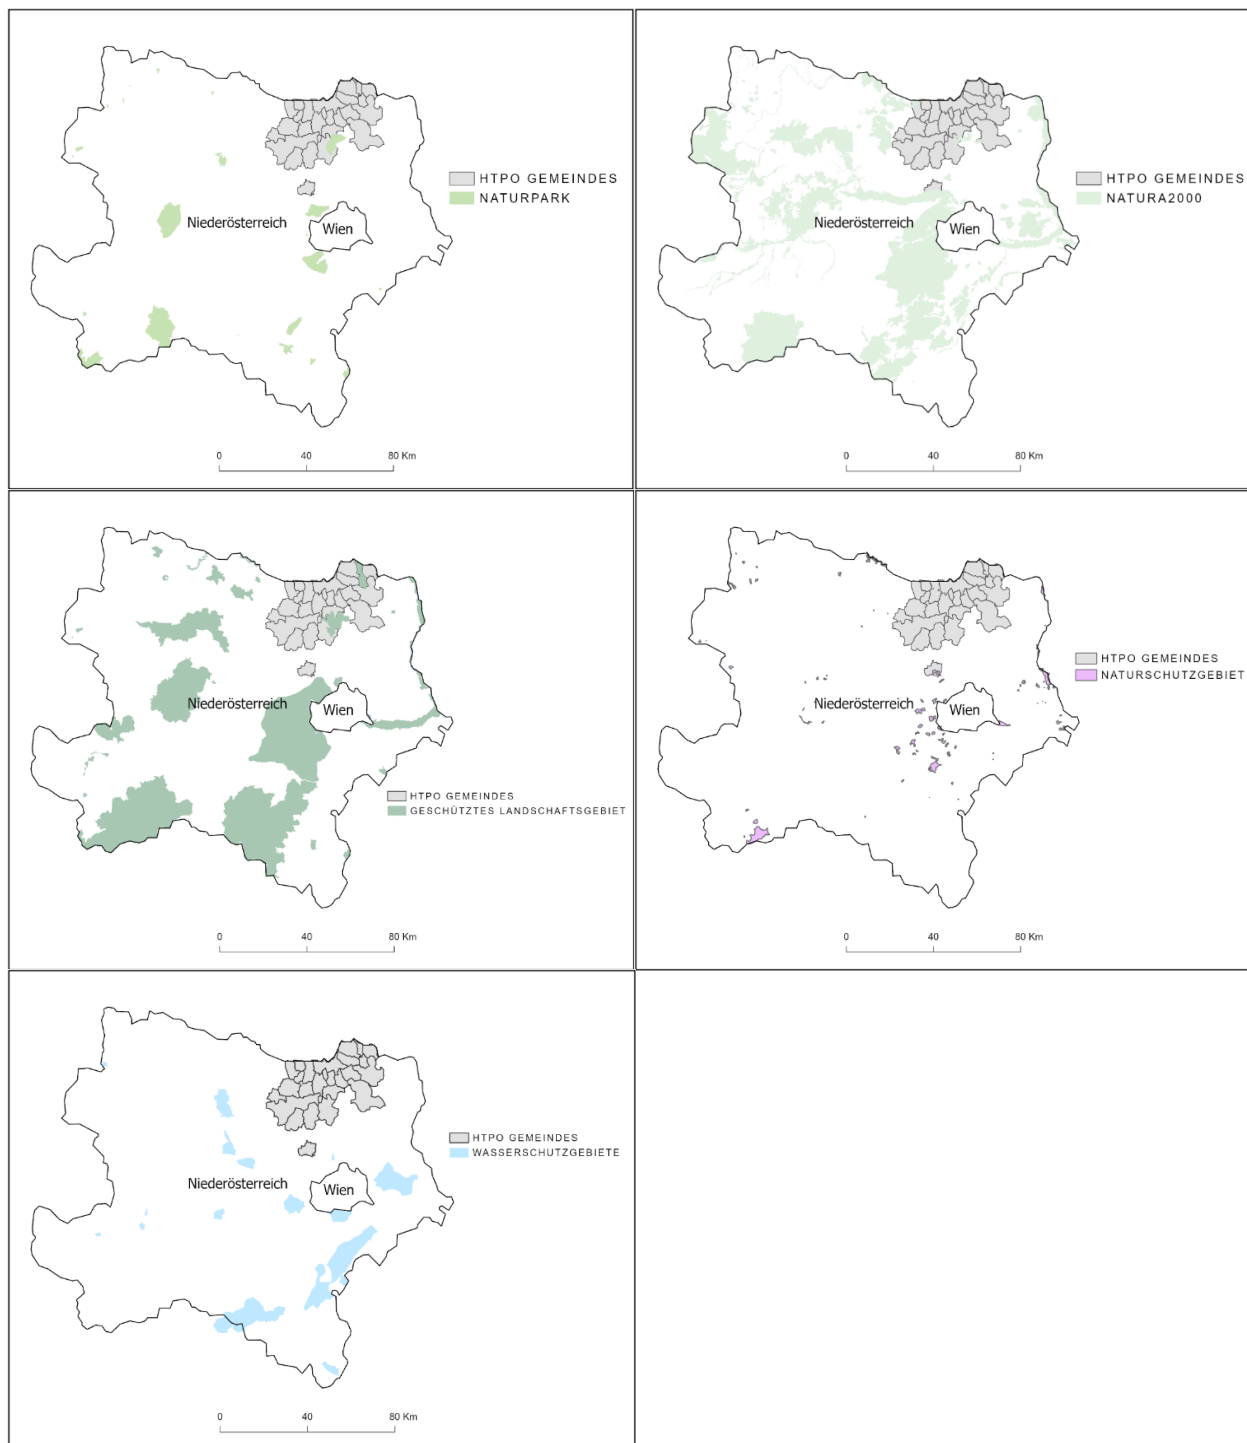 HTPO GEMEINDES
NATURPARK
Niederösterreich
Wien
0 40 80 Km
HTPO GEMEINDES
NATURA2000
Niederösterreich
Wien
0 40 80 Km
Niederösterreich
Wien
HTPO GEMEINDES
GESCHÜTZTES LANDSCHAFTSGEBIET
0 40 80 Km
HTPO GEMEINDES
NATURSCHUTZGEBIET
Niederösterreich
Wien
0 40 80 Km
HTPO GEMEINDES
WASSERSCHUTZGEBIETE
Niederösterreich
Wien
0 40 80 Km